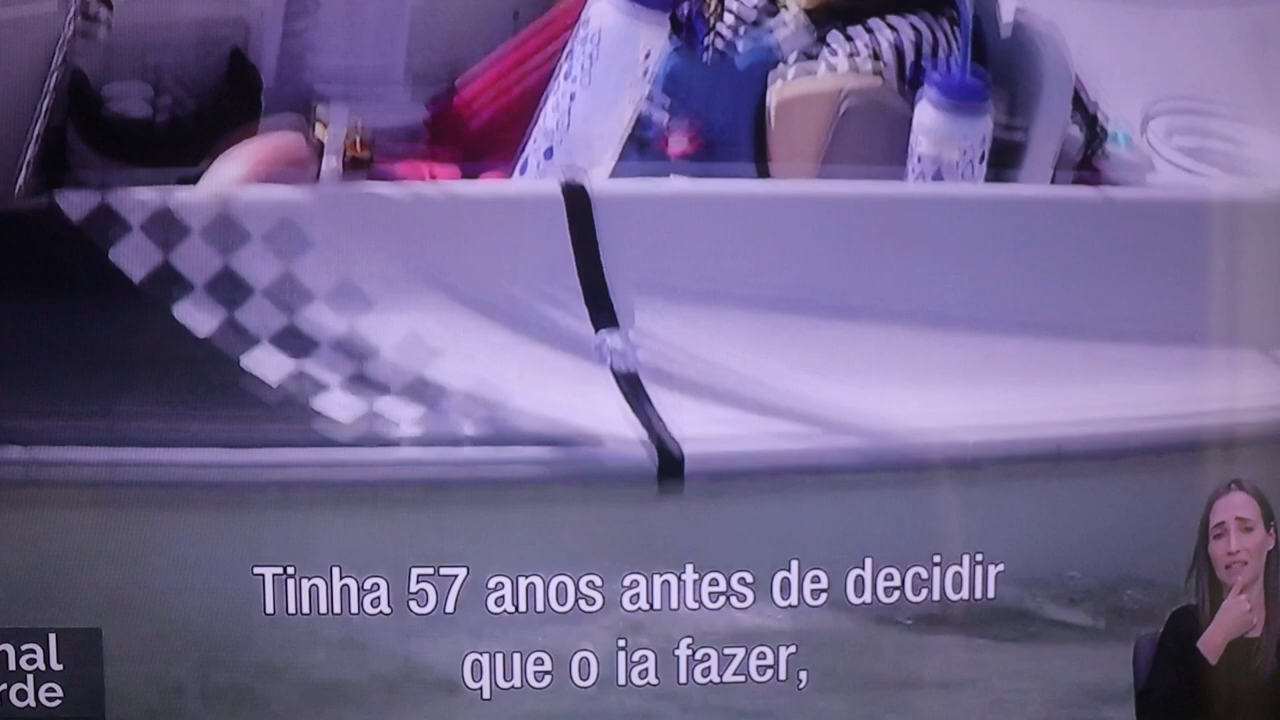 Tinha 57 anos antes de decidir
que o ia fazer,
nal
rde